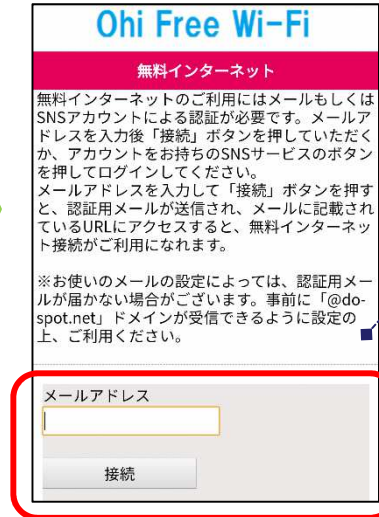 Ohi Free Wi-Fi
無料インターネット
無料インターネットのご利用にはメールもしくは
SNSアカウントによる認証が必要です。メールア
ドレスを入力後「接続」ボタンを押していただく
か、アカウントをお持ちのSNSサービスのボタン
を押してログインしてください。
メールアドレスを入力して「接続」ボタンを押す
と、認証用メールが送信され、メールに記載され
ているURLにアクセスすると、無料インターネッ
ト接続がご利用になれます。
※お使いのメールの設定によっては、認証用メー
ルが届かない場合がございます。事前に「@do-
spot.net」ドメインが受信できるように設定の
上、ご利用ください。
メールアドレス
接続